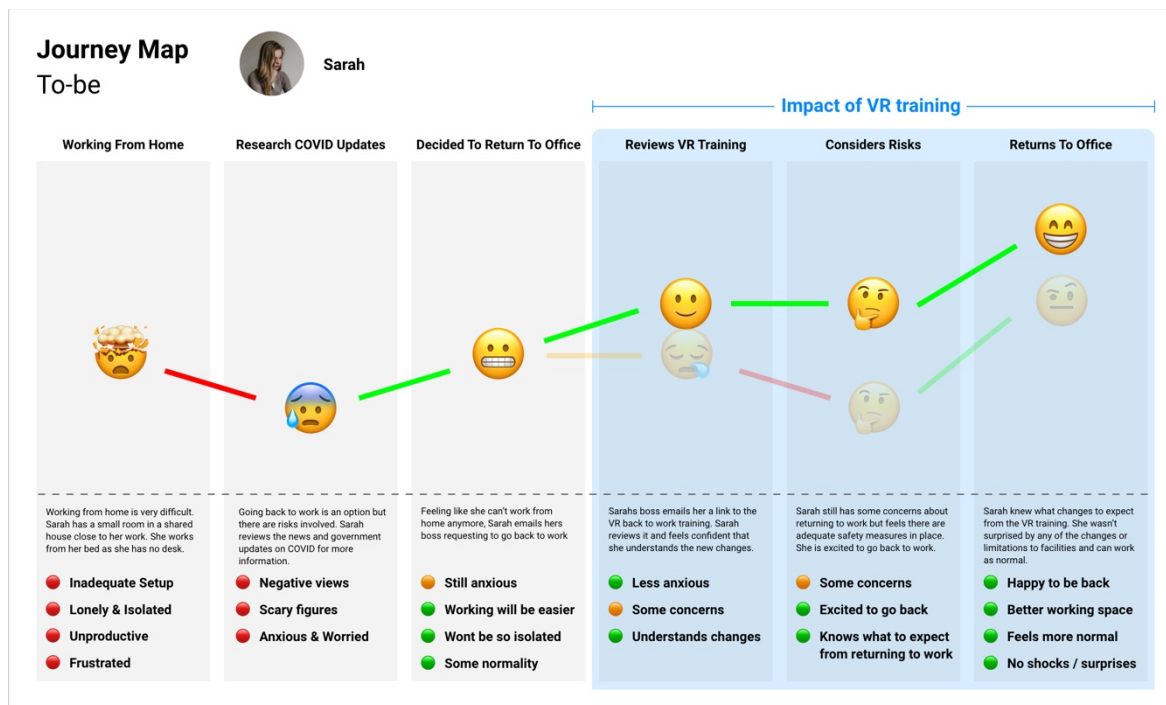 Journey Map
To-be
Sarah
Impact of VR training
Working From Home
Research COVID Updates
Decided To Return To Office
Reviews VR Training
Considers Risks
Returns To Office
Working from home is very difficult.
Sarah has a small room in a shared
house close to her work. She works
from her bed as she has no desk.
Inadequate Setup
Lonely & Isolated
Unproductive
Frustrated
Going back to work is an option but
there are risks involved. Sarah
reviews the news and government
updates on COVID for more
information.
Negative views
Scary figures
Anxious & Worried
Feeling like she can't work from
home anymore, Sarah emails hers
boss requesting to go back to work
Still anxious
Working will be easier
Wont be so isolated
Some normality
Sarahs boss emails her a link to the
VR back to work training. Sarah
reviews it and feels confident that
she understands the new changes.
Less anxious
Some concerns
Understands changes
Sarah still has some concerns about
returning to work but feels there are
adequate safety measures in place.
She is excited to go back to work.
Some concerns
Excited to go back
Knows what to expect
from returning to work
Sarah knew what changes to expect
from the VR training. She wasn't
surprised by any of the changes or
limitations to facilities and can work
as normal.
Happy to be back
Better working space
Feels more normal
No shocks / surprises